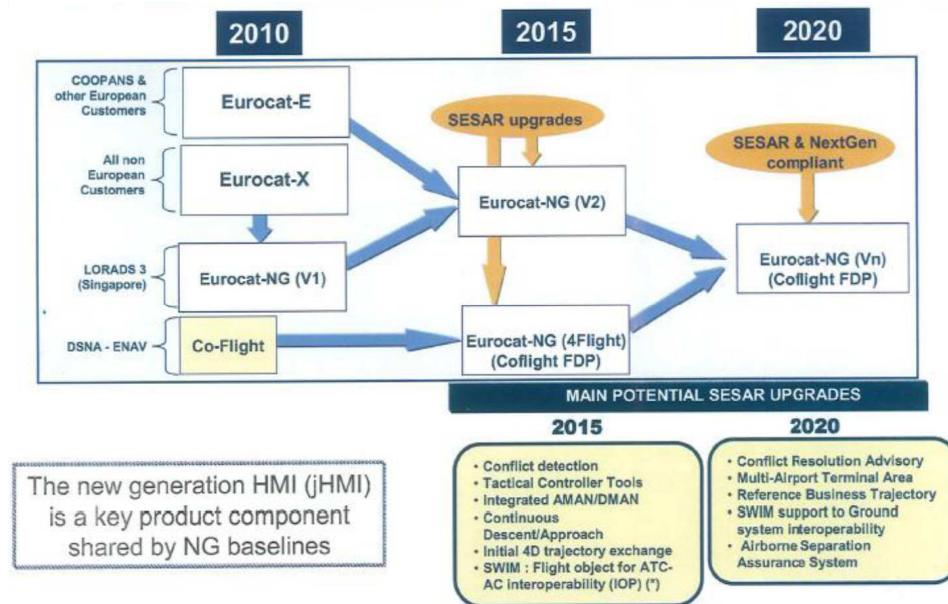 2010
2015
2020
COOPANS &
other European
Customers
Eurocat-E
SESAR upgrades
SESAR & NextGen
compliant
All non
European
Customers
Eurocat-X
Eurocat-NG (V2)
LORADS 3
(Singapore)
Eurocat-NG (V1)
Eurocat-NG (Vn)
(Coflight FDP)
DSNA - ENAV
Co-Flight
Eurocat-NG (4Flight)
(Coflight FDP)
MAIN POTENTIAL SESAR UPGRADES
2015
2020
The new generation HMI (jHMI)
is a key product component
shared by NG baselines
• Conflict detection
• Tactical Controller Tools
• Integrated AMAN/DMAN
• Continuous
Descent/Approach
• Initial 4D trajectory exchange
• SWIM : Flight object for ATC-
AC interoperability (IOP) (*)
• Conflict Resolution Advisory
• Multi-Airport Terminal Area
• Reference Business Trajectory
• SWIM support to Ground
system interoperability
• Airborne Separation
Assurance System